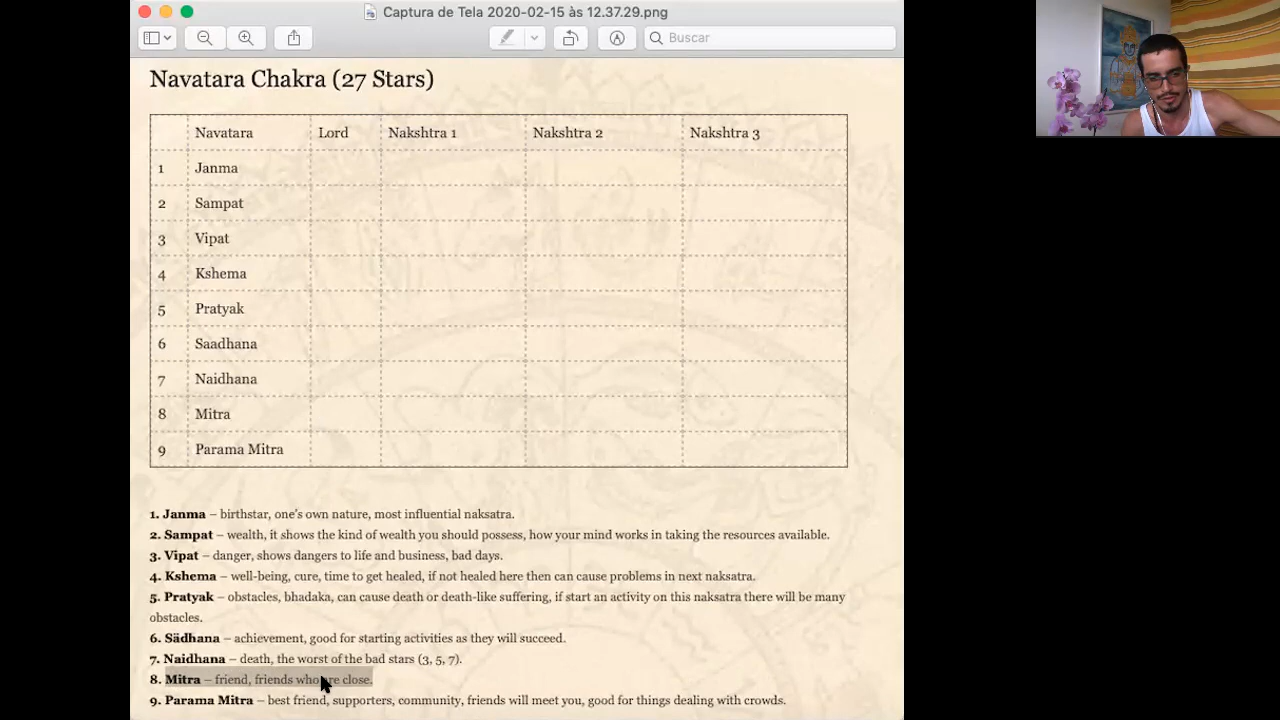 Captura de Tela 2020-02-15 às 12.37.29.png
Buscar
Navatara Chakra (27 Stars)
Navatara Lord Nakshtra 1 Nakshtra 2 Nakshtra 3
1 Janma
2 Sampat
3 Vipat
4 Kshema
5 Pratyak
6 Saadhana
7 Naidhana
8 Mitra
9 Parama Mitra
1. Janma – birthstar, one's own nature, most influential naksatra.
2. Sampat – wealth, it shows the kind of wealth you should possess, how your mind works in taking the resources available.
3. Vipat – danger, shows dangers to life and business, bad days.
4. Kshema – well-being, cure, time to get healed, if not healed here then can cause problems in next naksatra.
5. Pratyak – obstacles, bhadaka, can cause death or death-like suffering, if start an activity on this naksatra there will be many
obstacles.
6. Sädhana – achievement, good for starting activities as they will succeed.
7. Naidhana – death, the worst of the bad stars (3, 5, 7).
8. Mitra – friend, friends who are close.
9. Parama Mitra – best friend, supporters, community, friends will meet you, good for things dealing with crowds.